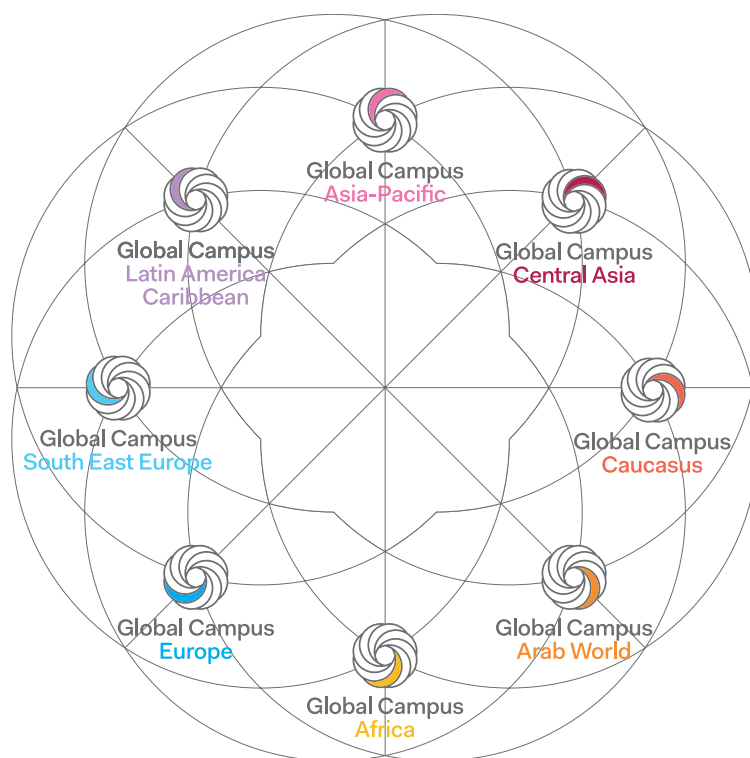 Global Campus
Asia-Pacific
Global Campus
Latin America
Caribbean
Global Campus
Central Asia
Global Campus
South East Europe
Global Campus
Caucasus
Global Campus
Europe
Global Campus
Arab World
Global Campus
Africa